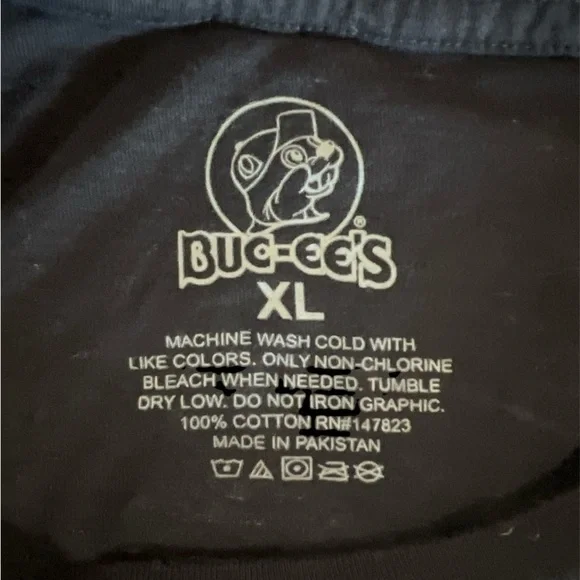 BUC-EE'S®
XL
MACHINE WASH COLD WITH
LIKE COLORS. ONLY NON-CHLORINE
BLEACH WHEN NEEDED. TUMBLE
DRY LOW. DO NOT IRON GRAPHIC.
100% COTTON RN#147823
MADE IN PAKISTAN